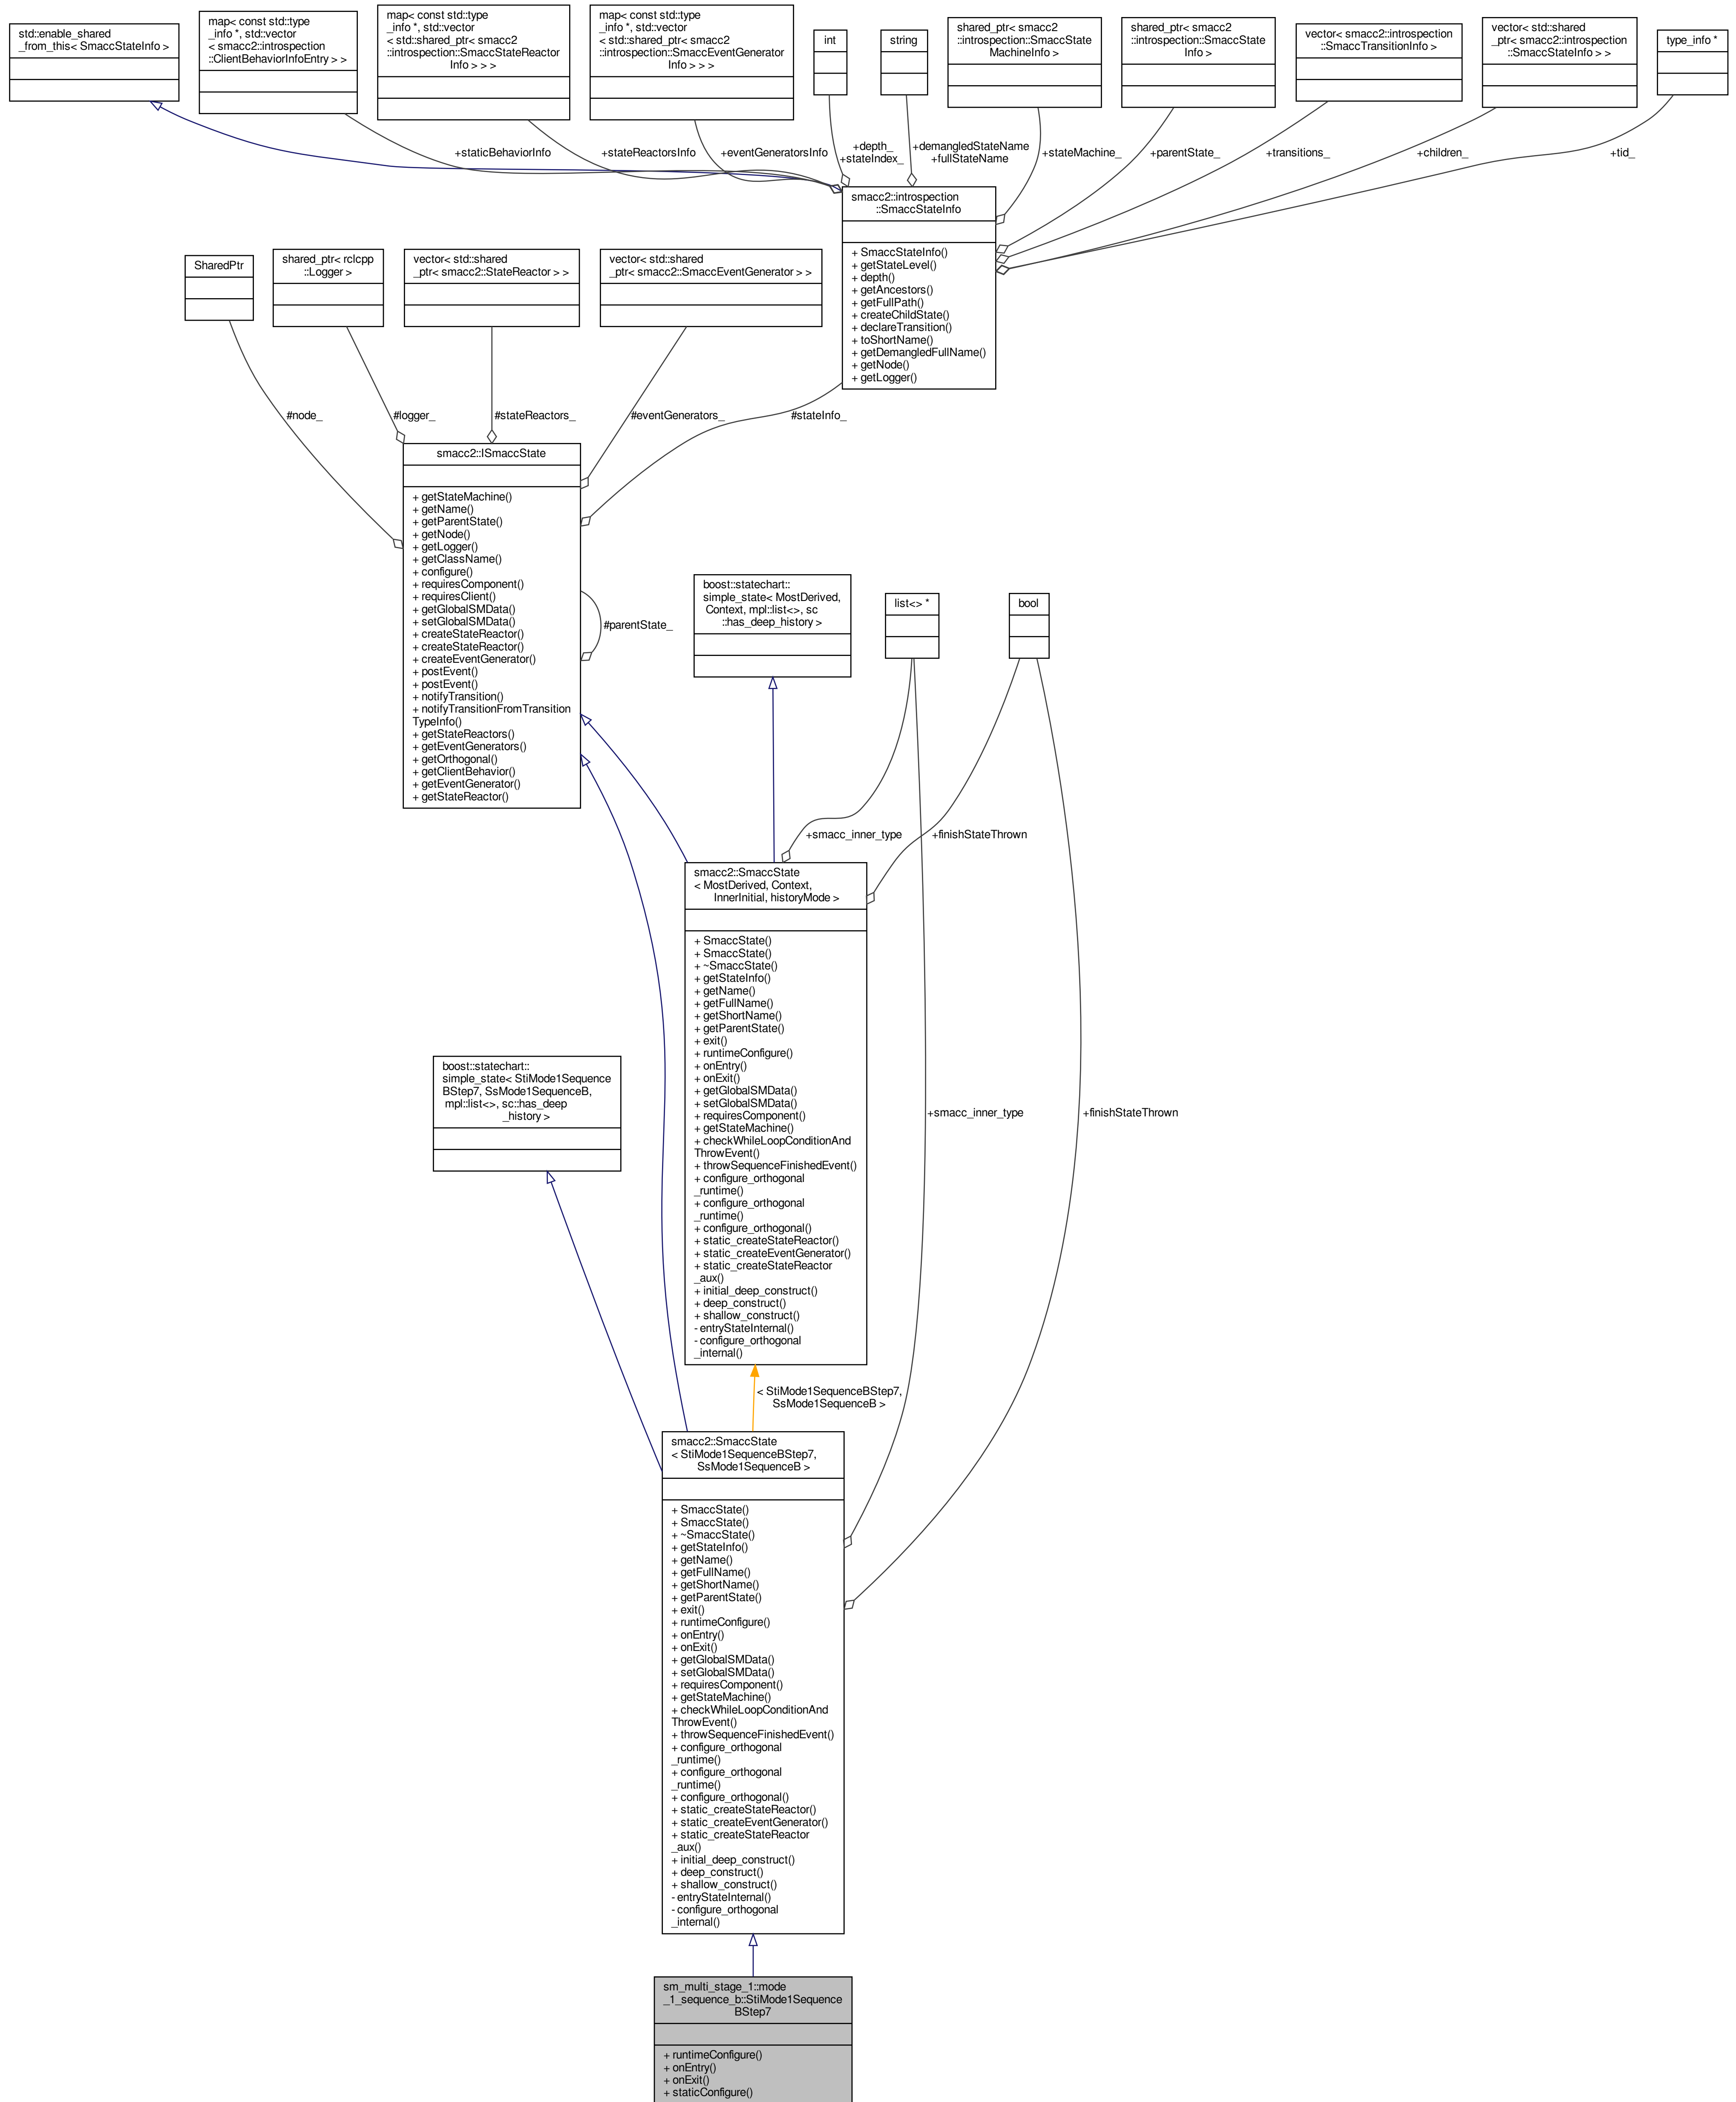 std::enable_shared
_from_this< SmaccStateInfo >
map< const std::type
_info *, std::vector
< smacc2::introspection
::ClientBehaviorInfoEntry > >
map< const std::type
_info *, std::vector
< std::shared_ptr< smacc2
::introspection::SmaccStateReactor
Info > > >
map< const std::type
_info *, std::vector
< std::shared_ptr< smacc2
::introspection::SmaccEventGenerator
Info > > >
int
string
shared_ptr< smacc2
::introspection::SmaccState
MachineInfo >
shared_ptr< smacc2
::introspection::SmaccState
Info >
vector< smacc2::introspection
::SmaccTransitionInfo >
vector< std::shared
_ptr< smacc2::introspection
::SmaccStateInfo > >
type_info *
+staticBehaviorInfo
+stateReactorsInfo
+eventGeneratorsInfo
+depth_
+stateIndex_
+demangledStateName
+fullStateName
+stateMachine_
+parentState_
+transitions_
+children_
+tid_
smacc2::introspection
::SmaccStateInfo
+ SmaccStateInfo()
+ getStateLevel()
+ depth()
+ getAncestors()
+ getFullPath()
+ createChildState()
+ declareTransition()
+ toShortName()
+ getDemangledFullName()
+ getNode()
+ getLogger()
SharedPtr
shared_ptr< rclcpp
::Logger >
vector< std::shared
_ptr< smacc2::StateReactor > >
vector< std::shared
_ptr< smacc2::SmaccEventGenerator > >
#node_
#logger_
#stateReactors_
#eventGenerators_
#stateInfo_
smacc2::ISmaccState
+ getStateMachine()
+ getName()
+ getParentState()
+ getNode()
+ getLogger()
+ getClassName()
+ configure()
+ requiresComponent()
+ requiresClient()
+ getGlobalSMData()
+ setGlobalSMData()
+ createStateReactor()
+ createStateReactor()
+ createEventGenerator()
+ postEvent()
+ postEvent()
+ notifyTransition()
+ notifyTransitionFromTransition
TypeInfo()
+ getStateReactors()
+ getEventGenerators()
+ getOrthogonal()
+ getClientBehavior()
+ getEventGenerator()
+ getStateReactor()
#parentState_
boost::statechart::
simple_state< MostDerived,
Context, mpl::list<>, sc
::has_deep_history >
list<> *
bool
+smacc_inner_type
+finishStateThrown
smacc2::SmaccState
< MostDerived, Context,
InnerInitial, historyMode >
+ SmaccState()
+ SmaccState()
+ ~SmaccState()
+ getStateInfo()
+ getName()
+ getFullName()
+ getShortName()
+ getParentState()
+ exit()
+ runtimeConfigure()
+ onEntry()
+ onExit()
+ getGlobalSMData()
+ setGlobalSMData()
+ requiresComponent()
+ getStateMachine()
+ checkWhileLoopConditionAnd
ThrowEvent()
+ throwSequenceFinishedEvent()
+ configure_orthogonal
_runtime()
+ configure_orthogonal
_runtime()
+ configure_orthogonal()
+ static_createStateReactor()
+ static_createEventGenerator()
+ static_createStateReactor
_aux()
+ initial_deep_construct()
+ deep_construct()
+ shallow_construct()
- entryStateInternal()
- configure_orthogonal
_internal()
boost::statechart::
simple_state< StiMode1Sequence
BStep7, SsMode1SequenceB,
mpl::list<>, sc::has_deep
_history >
+smacc_inner_type
+finishStateThrown
< StiMode1SequenceBStep7,
SsMode1SequenceB >
smacc2::SmaccState
< StiMode1SequenceBStep7,
SsMode1SequenceB >
+ SmaccState()
+ SmaccState()
+ ~SmaccState()
+ getStateInfo()
+ getName()
+ getFullName()
+ getShortName()
+ getParentState()
+ exit()
+ runtimeConfigure()
+ onEntry()
+ onExit()
+ getGlobalSMData()
+ setGlobalSMData()
+ requiresComponent()
+ getStateMachine()
+ checkWhileLoopConditionAnd
ThrowEvent()
+ throwSequenceFinishedEvent()
+ configure_orthogonal
_runtime()
+ configure_orthogonal
_runtime()
+ configure_orthogonal()
+ static_createStateReactor()
+ static_createEventGenerator()
+ static_createStateReactor
_aux()
+ initial_deep_construct()
+ deep_construct()
+ shallow_construct()
- entryStateInternal()
- configure_orthogonal
_internal()
sm_multi_stage_1::mode
_1_sequence_b::StiMode1Sequence
BStep7
+ runtimeConfigure()
+ onEntry()
+ onExit()
+ staticConfigure()